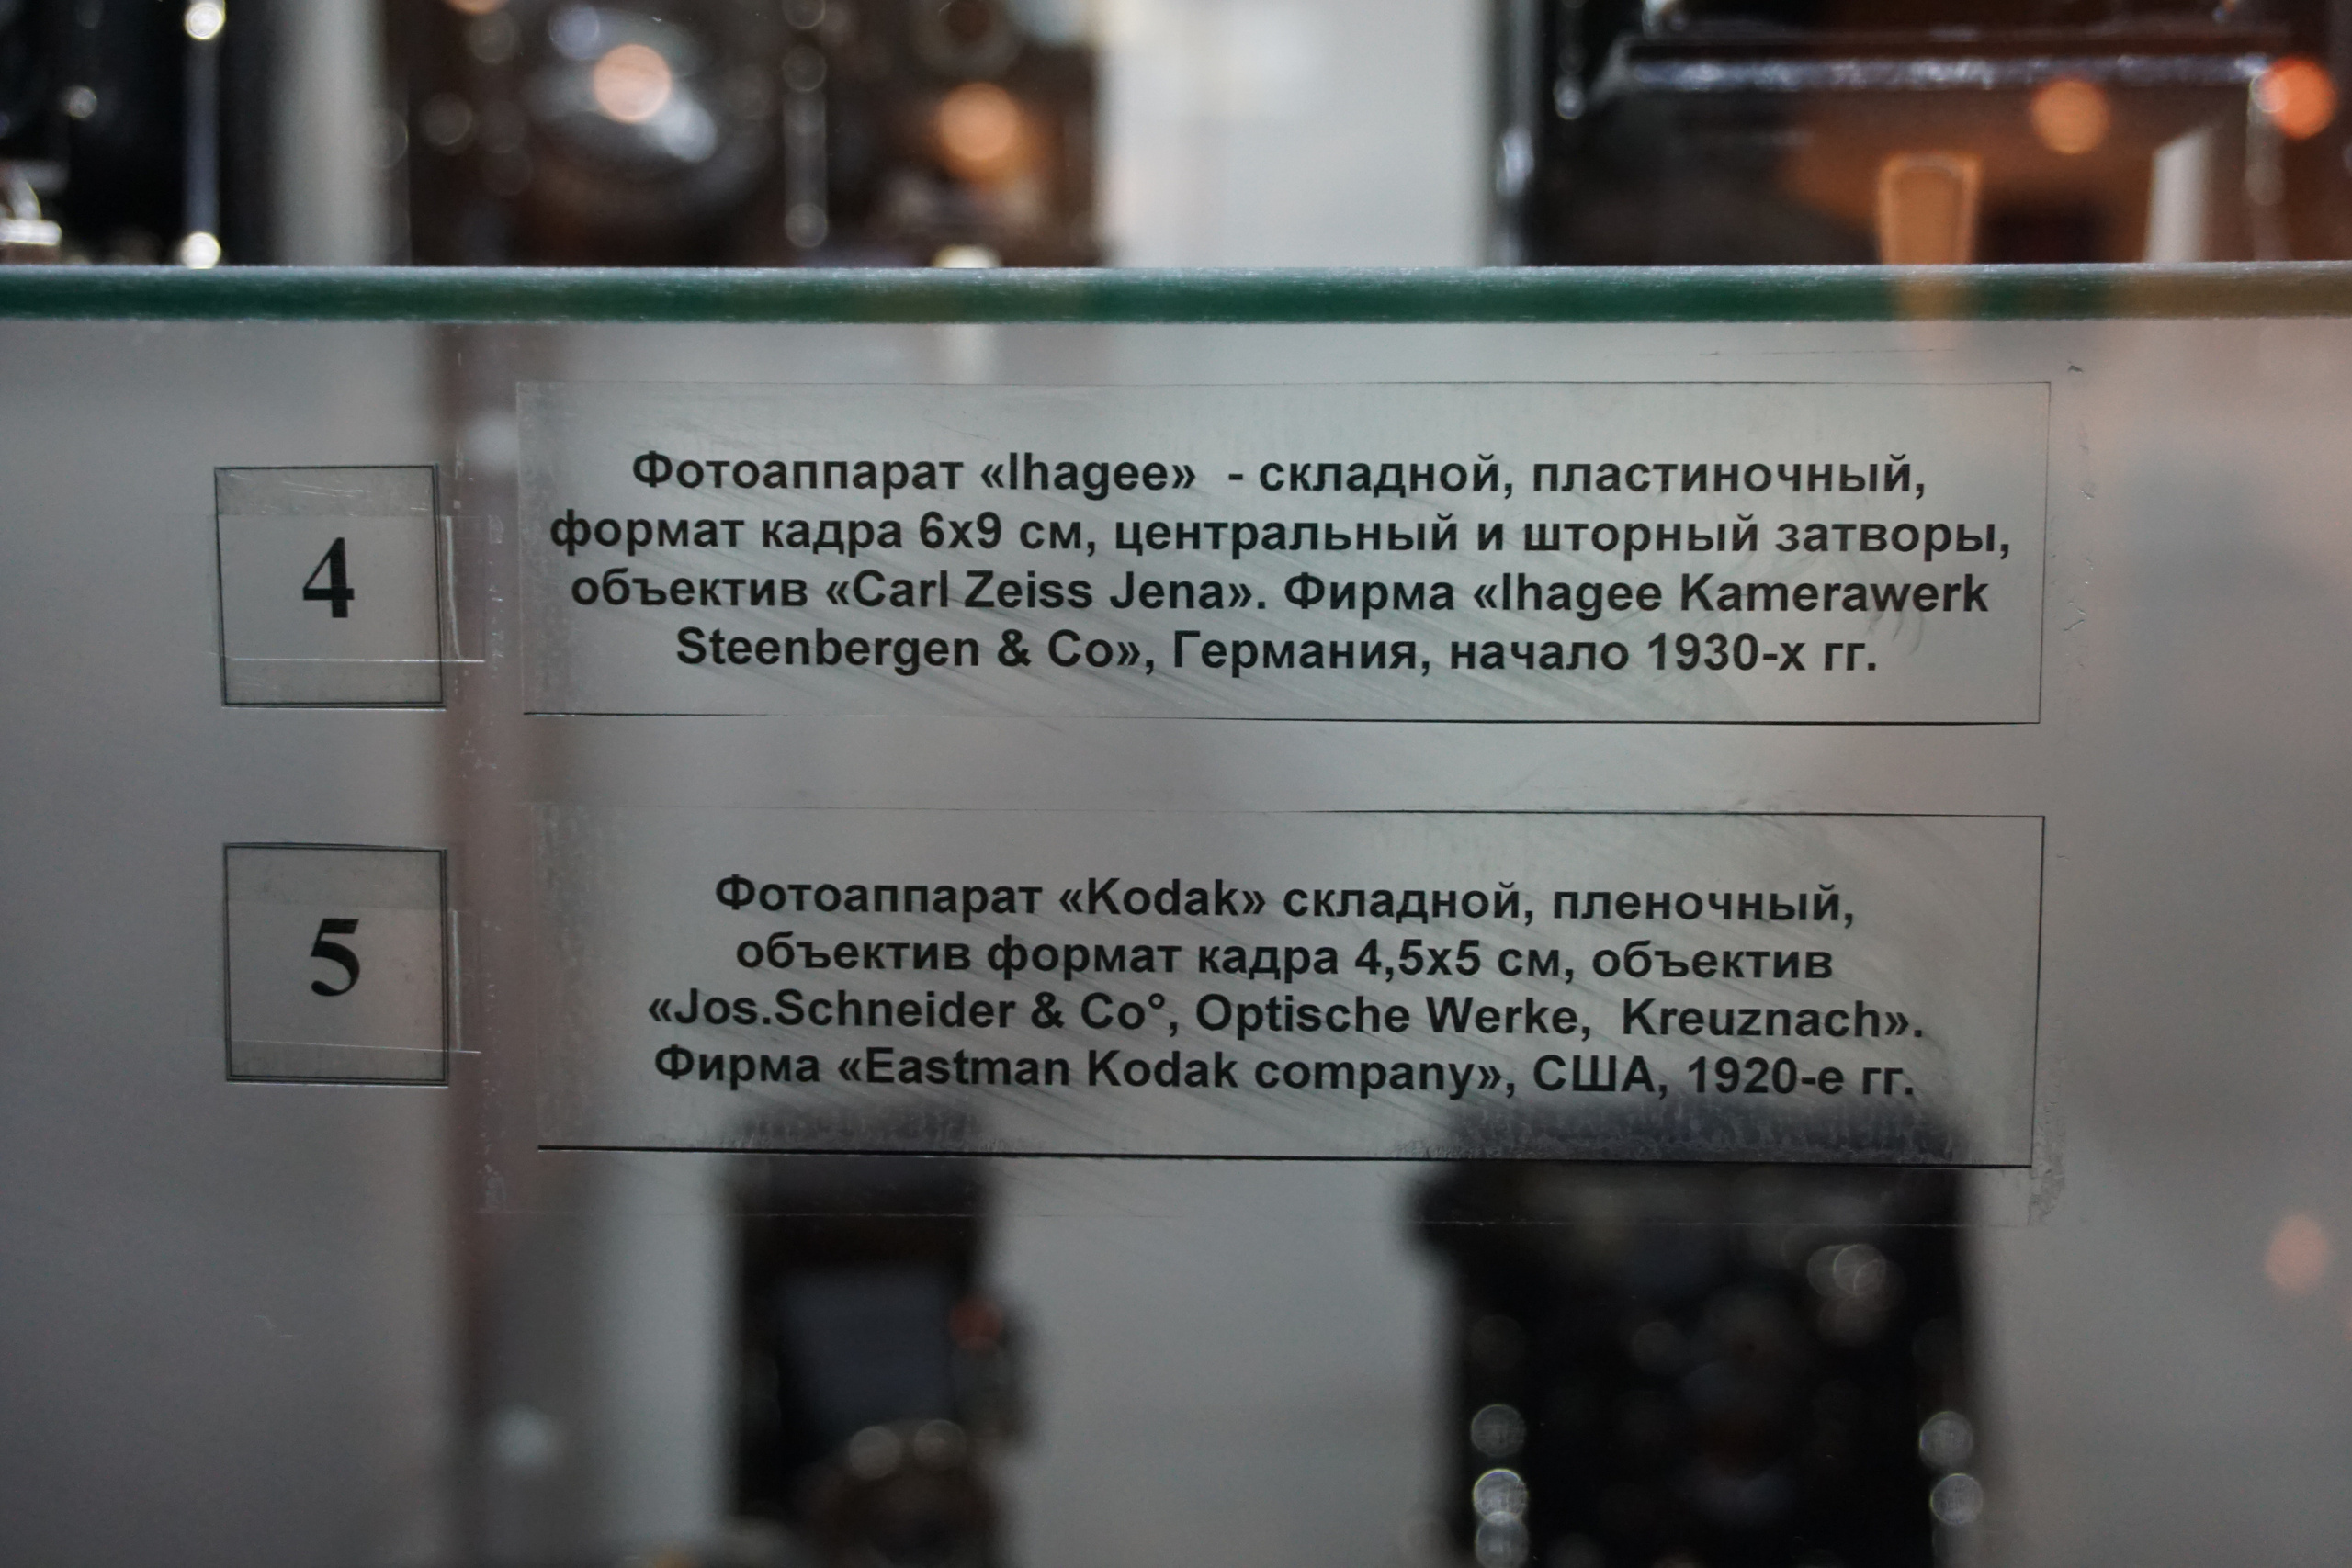 4
Фотоаппарат «Ihagee»  - складной, пластиночный,
формат кадра 6х9 см, центральный и шторный затворы,
объектив «Carl Zeiss Jena». Фирма «Ihagee Kamerawerk
Steenbergen & Co», Германия, начало 1930-х гг.
5
Фотоаппарат «Kodak» складной, пленочный,
объектив формат кадра 4,5х5 см, объектив
«Jos.Schneider & Co°, Optische Werke,  Kreuznach».
Фирма «Eastman Kodak company», США, 1920-е гг.